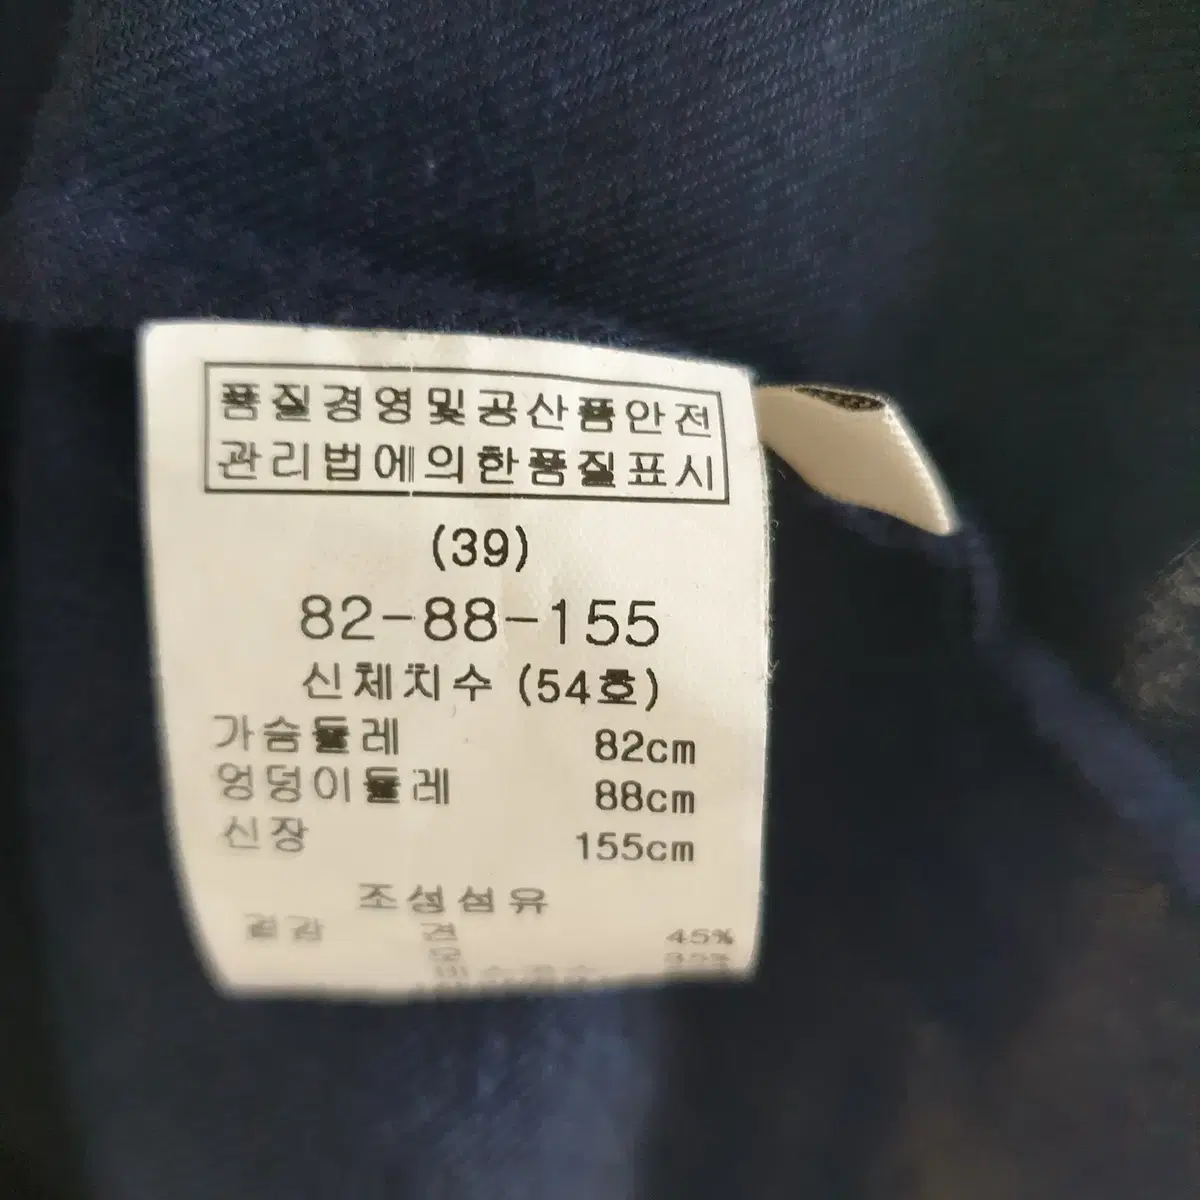 품질경영및공산품안전
관리법에의한품질표시
(39)
82-88-155
신체치수 (54호)
가슴둘레 82cm
엉덩이둘레 88cm
신장 155cm
조성섬유
겉감 견 45%
모